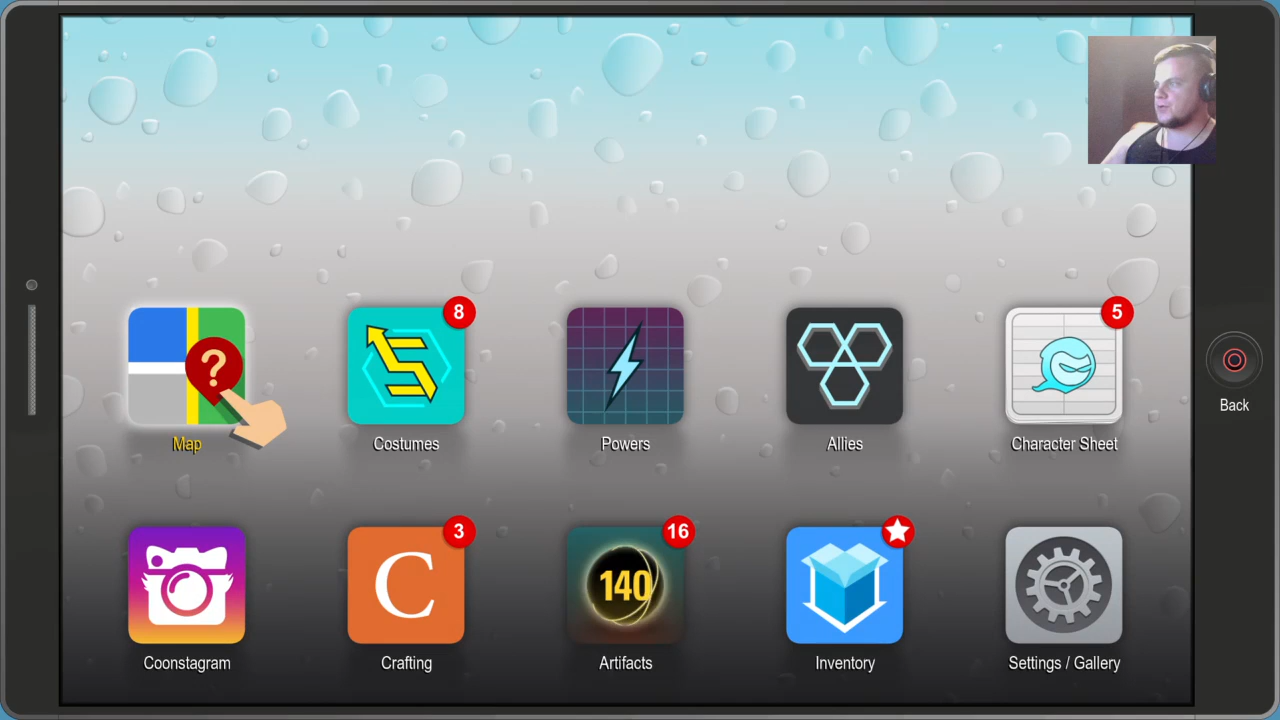 8
5
?
Back
Map
Costumes
Powers
Allies
Character Sheet
3
16
C
140
Coonstagram
Crafting
Artifacts
Inventory
Settings / Gallery